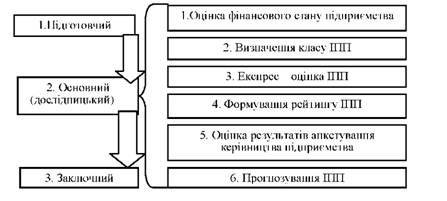 1.Підготовчий
2. Основний
(дослідницький)
3. Заключний
1.Оцінка фінансового стану підприємства
2. Визначення класу ІПП
3. Експрес оцінка ІПП
4. Формування рейтингу ІПП
5. Оцінка результатів анкетування
керівництва підприємства
6. Прогнозування ІПП